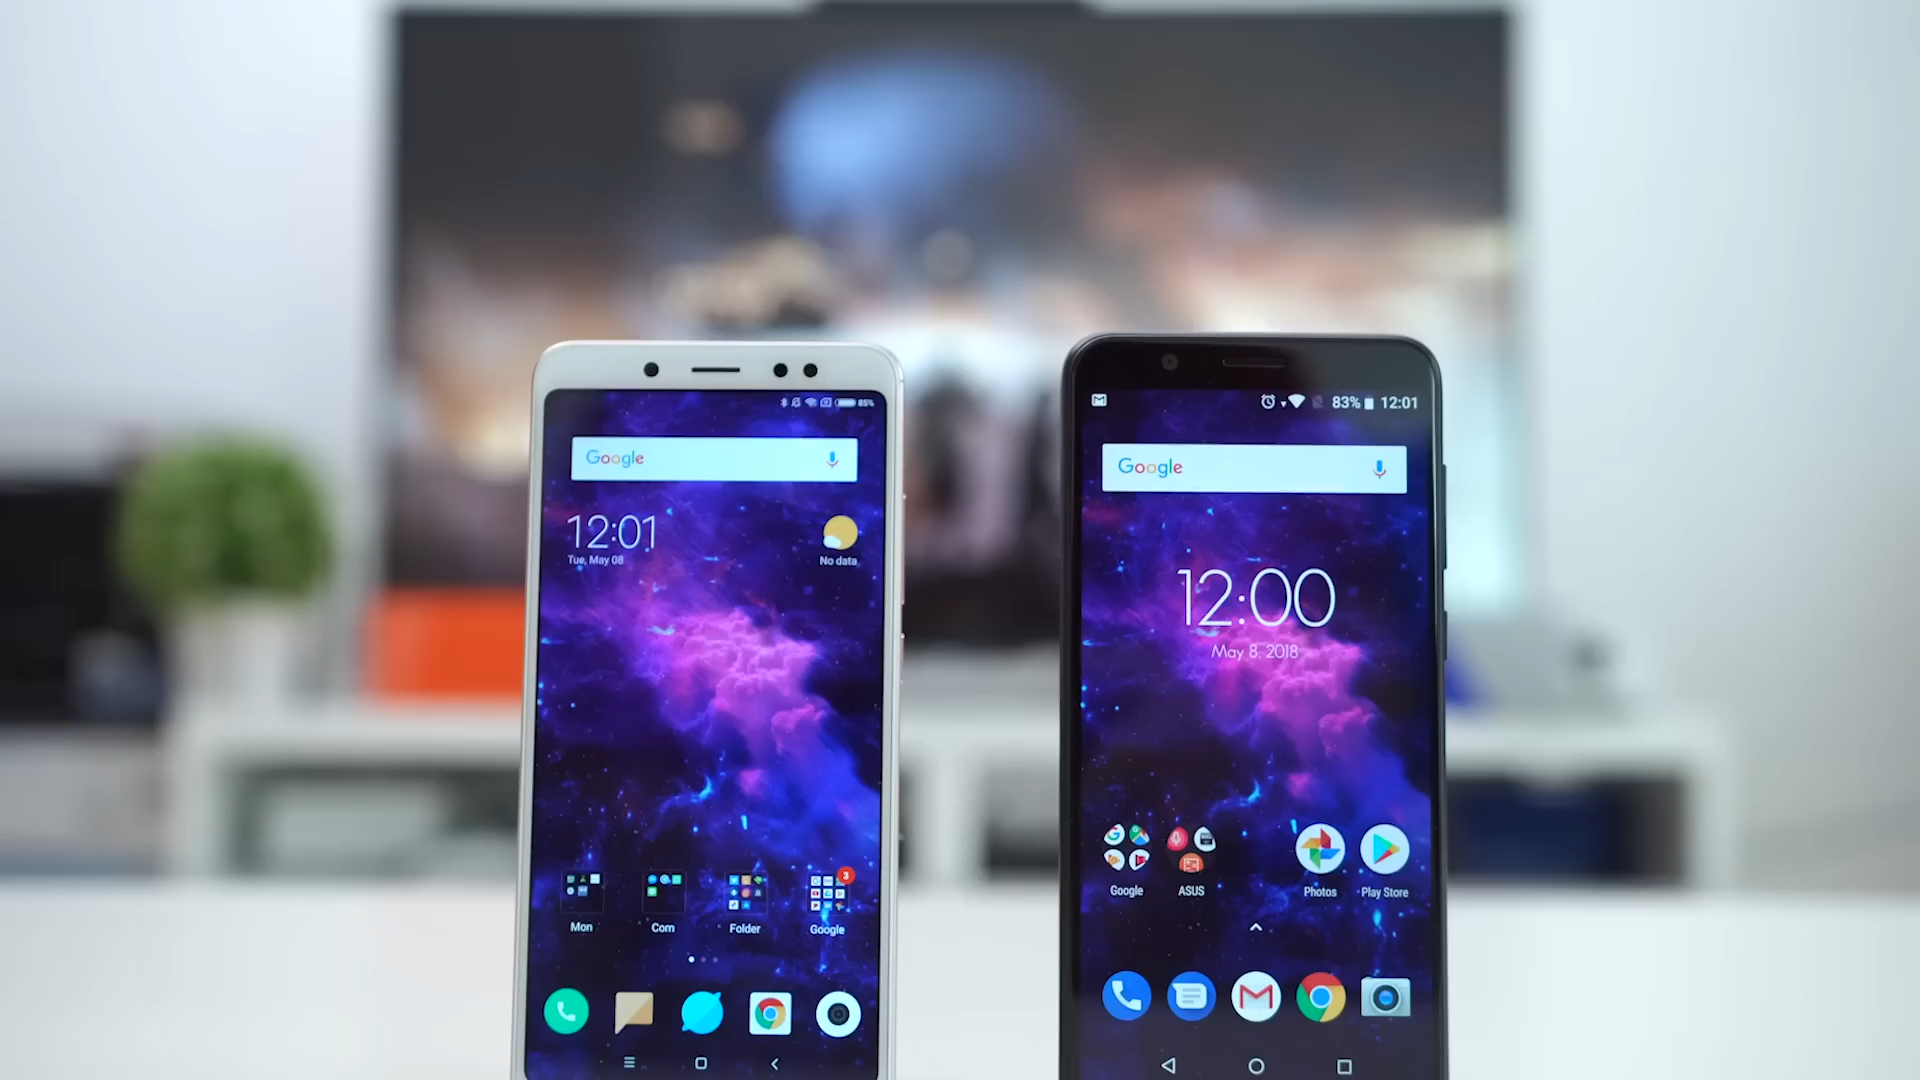 85%
Google
12:01
Tue, May 08
No data
3
Mon
Com
Folder
Google
83%
12:01
Google
12:00
May 8, 2018
Google
ASUS
Photos
Play Store